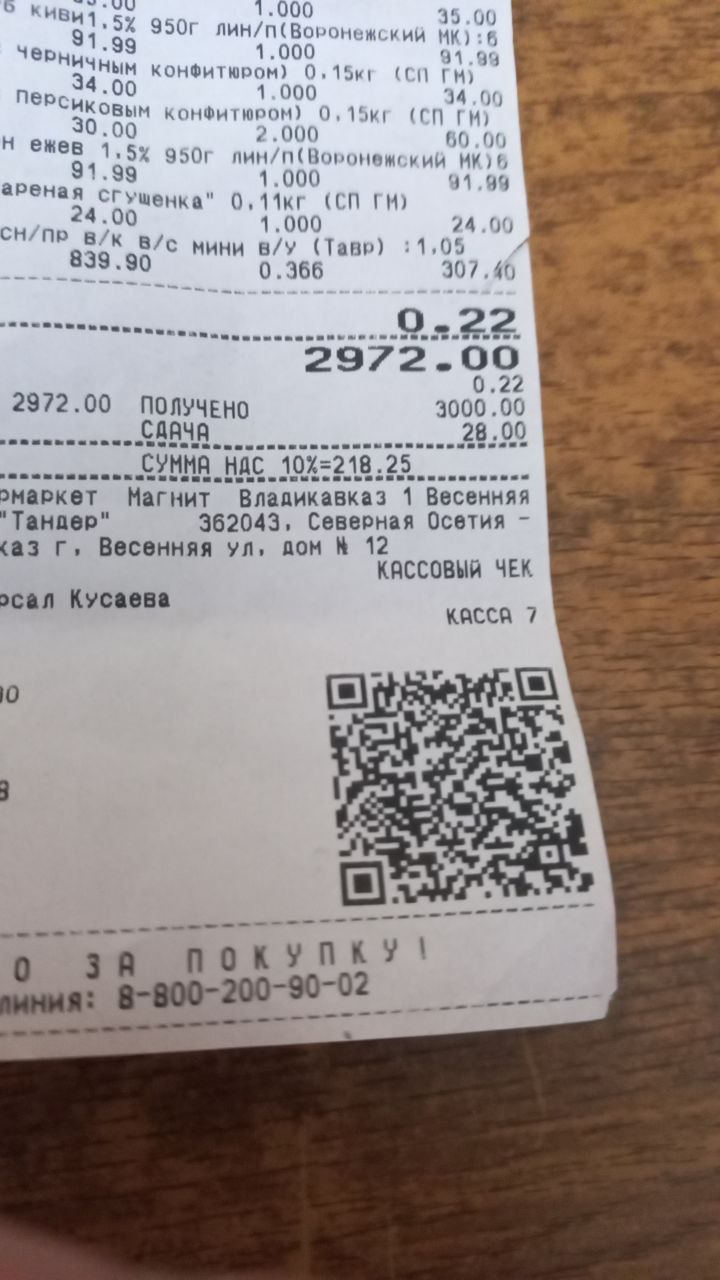 35.00 1.000 35.00
б киви1,5% 950г лин/п(Воронежский МК):6
91.99 1.000 91.99
черничным конфитюром) 0,15кг (СП ГМ)
34.00 1.000 34.00
персиковым конфитюром) 0,15кг (СП ГМ)
30.00 2.000 60.00
н ежев 1,5% 950г лин/п(Воронежский МК)6
91.99 1.000 91.99
ареная сгущенка" 0,11кг (СП ГМ)
24.00 1.000 24.00
сн/пр в/к в/с мини в/у (Тавр) :1,05
839.90 0.366 307.40
0.22
2972.00
0.22
2972.00 ПОЛУЧЕНО 3000.00
СДАЧА 28.00
СУММА НДС 10%=218.25
рмаркет Магнит Владикавказ 1 Весенняя
"Тандер" 362043, Северная Осетия -
каз г, Весенняя ул, дом № 12
КАССОВЫЙ ЧЕК
рсал Кусаева
КАССА 7
8
О ЗА ПОКУПКУ!
линия: 8-800-200-90-02